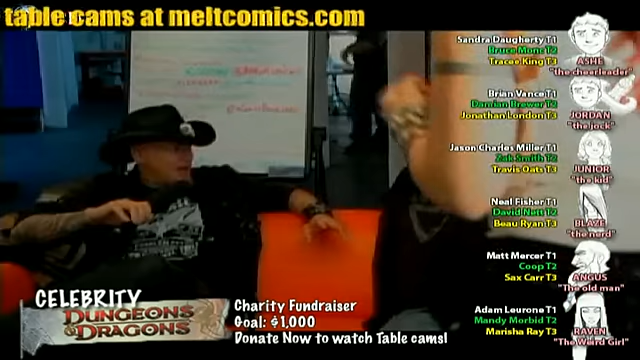 table cams at meltcomics.com
Sandra Daugherty T1
Bruce Monc T2
Tracee King T3
ASHE
"the cheerleader"
Brian Vance T1
Damian Brewer T2
Jonathan London T3
JORDAN
"the jock"
Jason Charles Miller T1
Zak Smith T2
Travis Oats T3
JUNIOR
"the kid"
Neal Fisher T1
David Nett T2
Beau Ryan T3
BLAZE
"the nerd"
Matt Mercer T1
Coop T2
Sax Carr T3
ANGUS
"The old man"
Adam Leurone T1
Mandy Morbid T2
Marisha Ray T3
RAVEN
"The Weird Girl"
CELEBRITY
DUNGEONS
& DRAGONS
Charity Fundraiser
Goal: $1,000
Donate Now to watch Table cams!